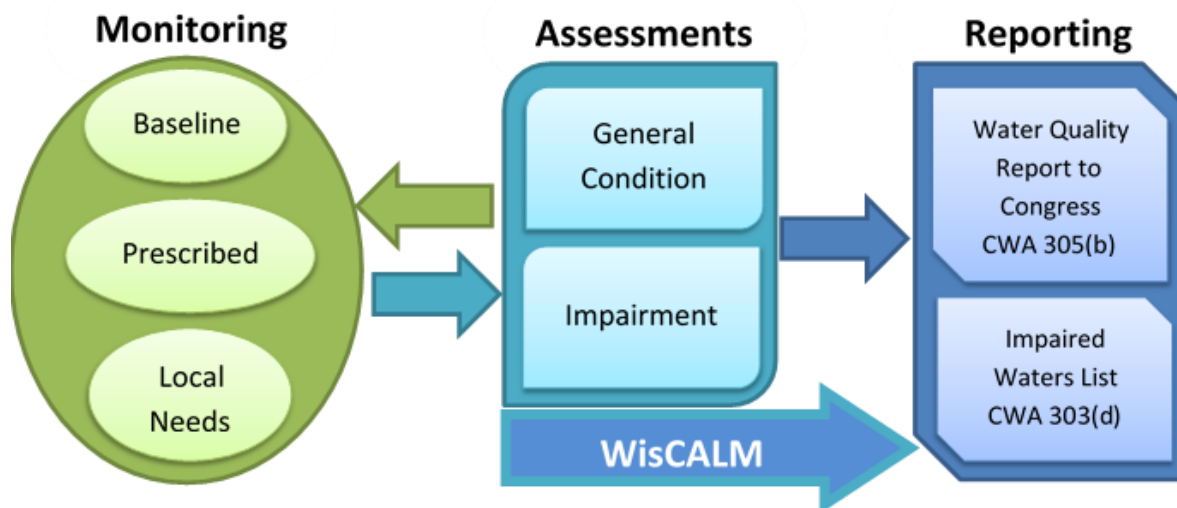 Monitoring
Baseline
Prescribed
Local
Needs
Assessments
General
Condition
Impairment
WisCALM
Reporting
Water Quality
Report to
Congress
CWA 305(b)
Impaired
Waters List
CWA 303(d)